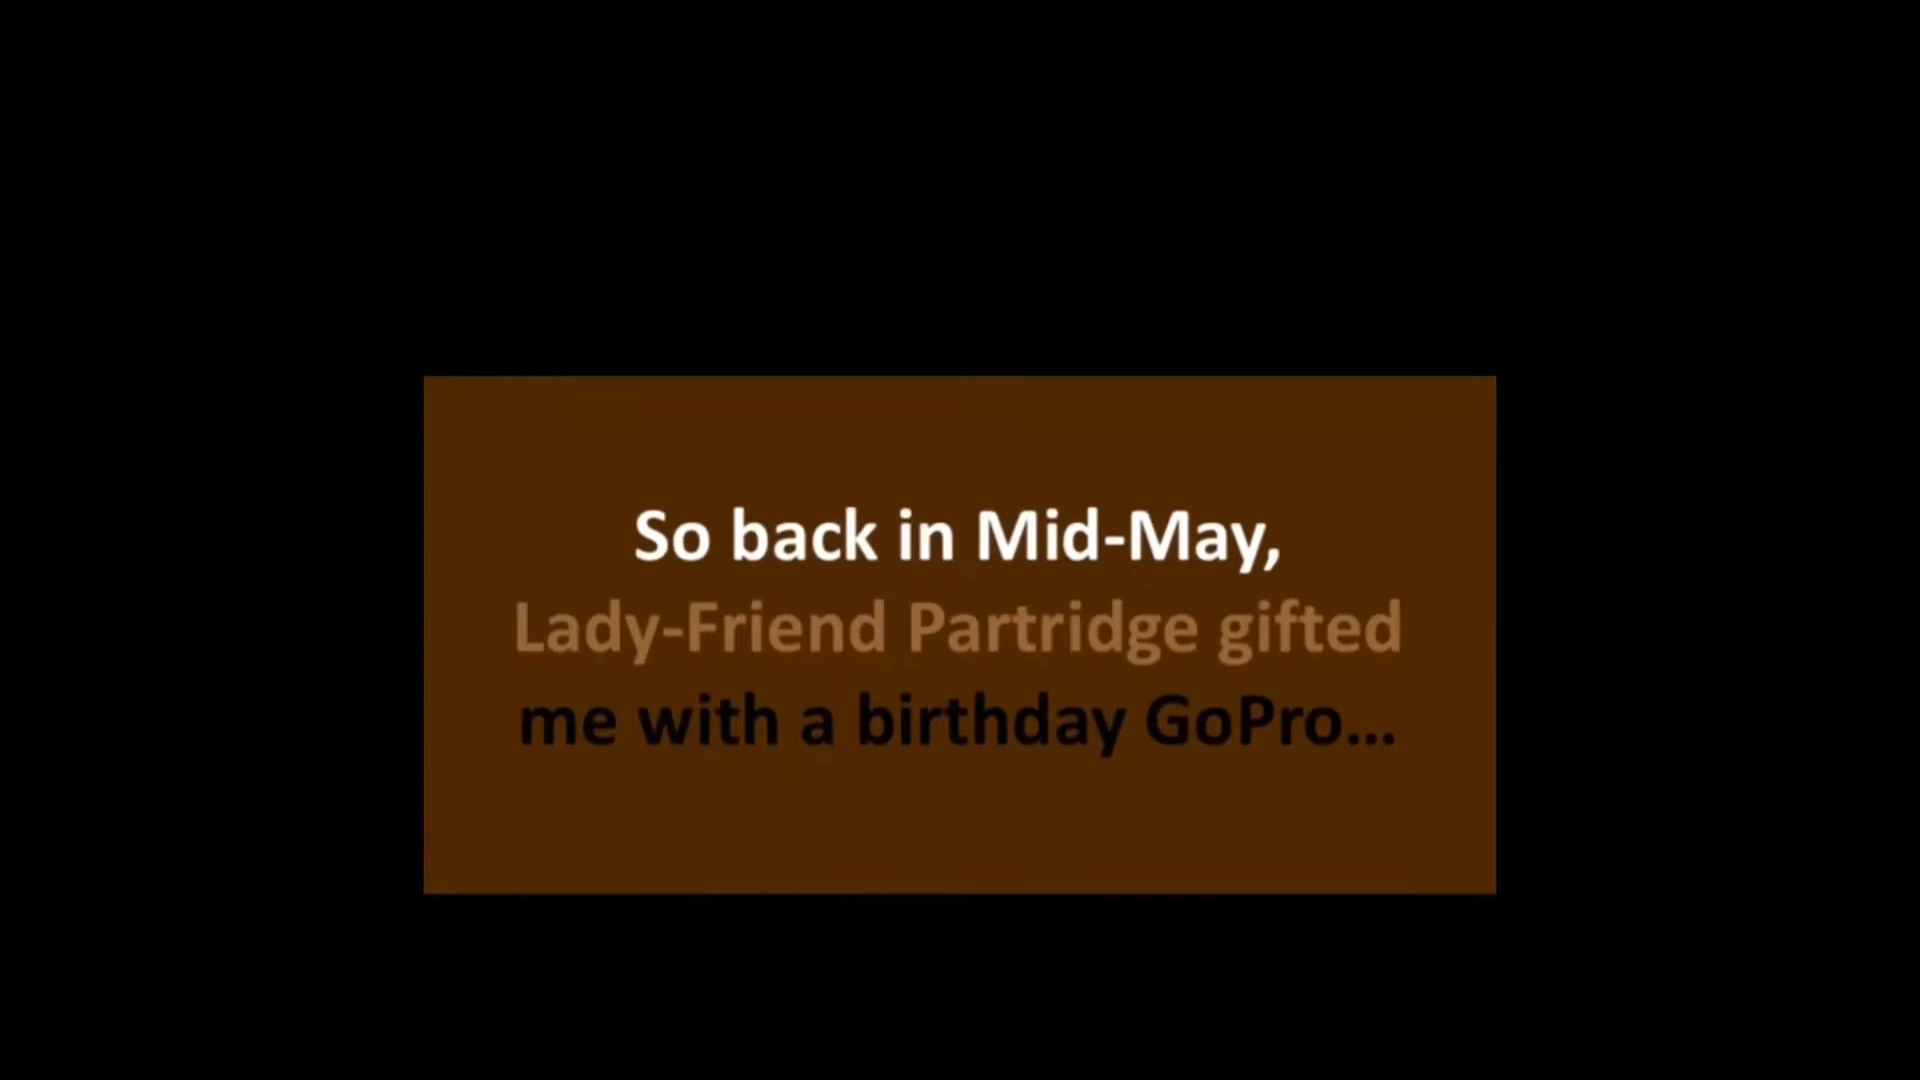 So back in Mid-May,
Lady-Friend Partridge gifted
me with a birthday GoPro...